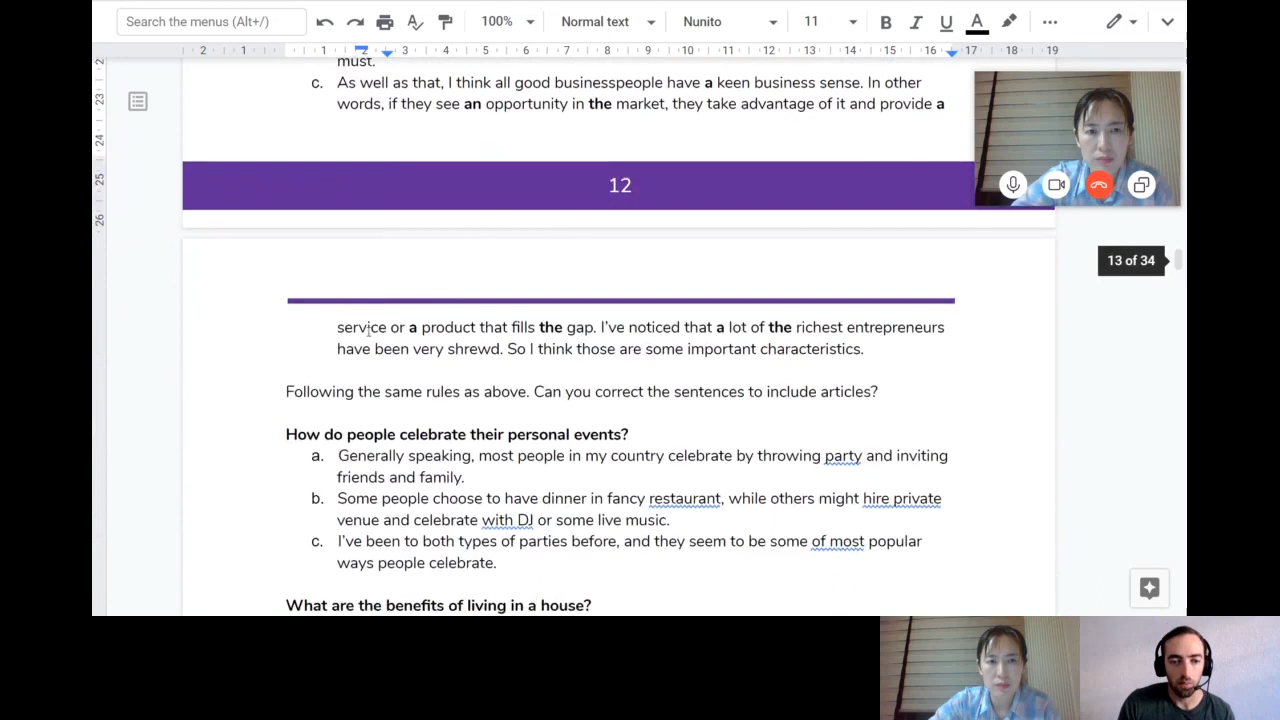 Search the menus (Alt+/)
100%
Normal text
Nunito
11
B I U A
2 1 1 2 3 4 5 6 7 8 9 10 11 12 13 14 15 16 17 18 19
must.
c. As well as that, I think all good businesspeople have a keen business sense. In other
words, if they see an opportunity in the market, they take advantage of it and provide a
12
13 of 34
service or a product that fills the gap. I've noticed that a lot of the richest entrepreneurs
have been very shrewd. So I think those are some important characteristics.
Following the same rules as above. Can you correct the sentences to include articles?
How do people celebrate their personal events?
a. Generally speaking, most people in my country celebrate by throwing party and inviting
friends and family.
b. Some people choose to have dinner in fancy restaurant, while others might hire private
venue and celebrate with DJ or some live music.
c. I've been to both types of parties before, and they seem to be some of most popular
ways people celebrate.
What are the benefits of living in a house?
23
24
25
26